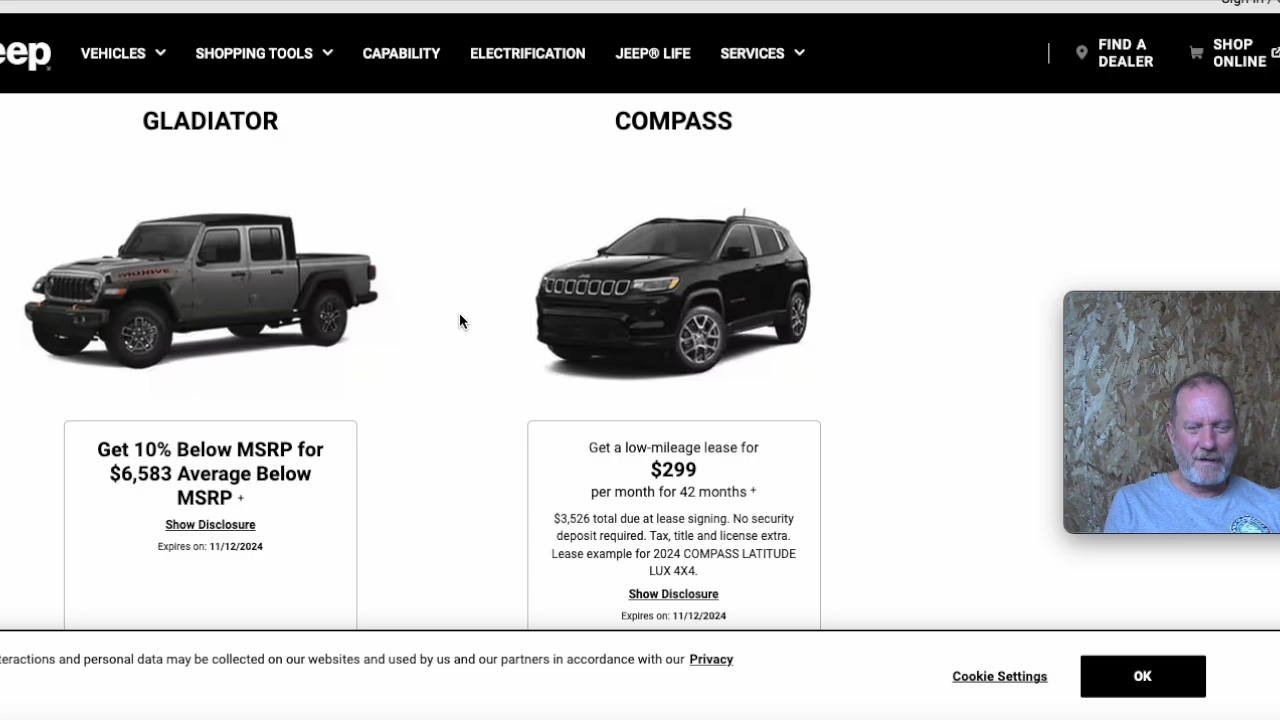 Jeep
VEHICLES
SHOPPING TOOLS
CAPABILITY
ELECTRIFICATION
JEEP® LIFE
SERVICES
FIND A
DEALER
SHOP
ONLINE
GLADIATOR
COMPASS
MOJAVE
Get 10% Below MSRP for
$6,583 Average Below
MSRP +
Show Disclosure
Expires on: 11/12/2024
Get a low-mileage lease for
$299
per month for 42 months +
$3,526 total due at lease signing. No security
deposit required. Tax, title and license extra.
Lease example for 2024 COMPASS LATITUDE
LUX 4X4.
Show Disclosure
Expires on: 11/12/2024
teractions and personal data may be collected on our websites and used by us and our partners in accordance with our Privacy
Cookie Settings
OK